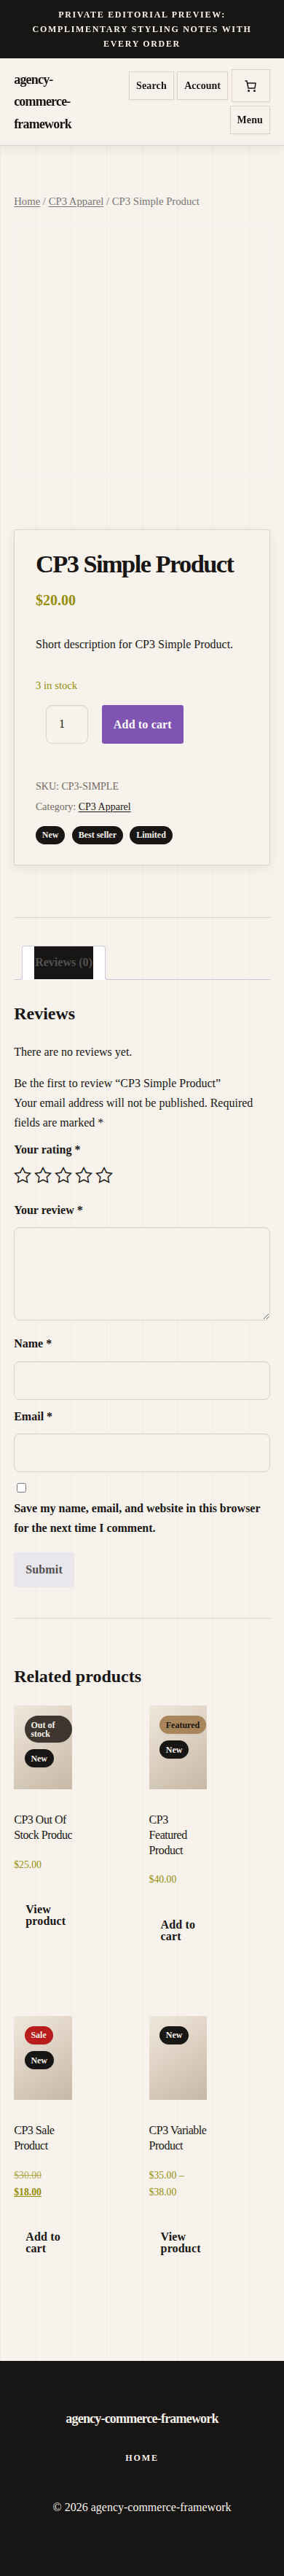 PRIVATE EDITORIAL PREVIEW:
COMPLIMENTARY STYLING NOTES WITH
EVERY ORDER
agency-
commerce-
framework
Search
Account
Menu
Home / CP3 Apparel / CP3 Simple Product
CP3 Simple Product
$20.00
Short description for CP3 Simple Product.
3 in stock
1
Add to cart
SKU: CP3-SIMPLE
Category: CP3 Apparel
New
Best seller
Limited
Reviews (0)
Reviews
There are no reviews yet.
Be the first to review “CP3 Simple Product”
Your email address will not be published. Required
fields are marked *
Your rating *
Your review *
Name *
Email *
Save my name, email, and website in this browser
for the next time I comment.
Submit
Related products
Out of
stock
New
CP3 Out Of
Stock Produc
$25.00
View
product
Featured
New
CP3
Featured
Product
$40.00
Add to
cart
Sale
New
CP3 Sale
Product
$30.00
$18.00
Add to
cart
New
CP3 Variable
Product
$35.00 –
$38.00
View
product
agency-commerce-framework
HOME
© 2026 agency-commerce-framework